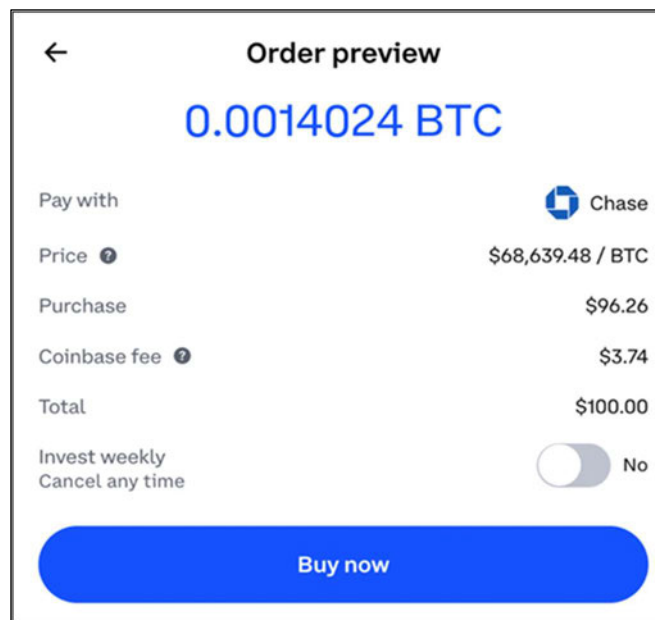 Order preview
0.0014024 BTC
Pay with Chase
Price $68,639.48 / BTC
Purchase $96.26
Coinbase fee $3.74
Total $100.00
Invest weekly
Cancel any time
No
Buy now